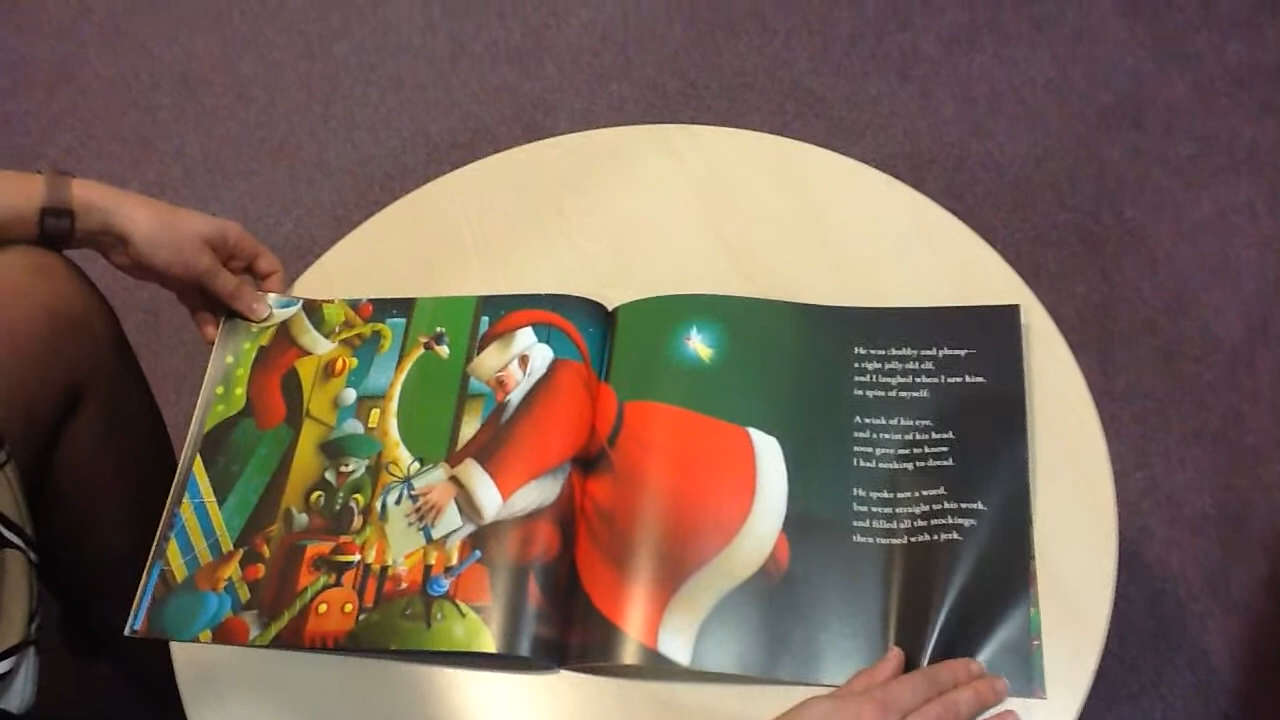 He was chubby and plump—
a right jolly old elf,
and I laughed when I saw him,
in spite of myself;
A wink of his eye,
and a twist of his head,
soon gave me to know
I had nothing to dread.
He spoke not a word,
but went straight to his work,
and filled all the stockings;
then turned with a jerk,